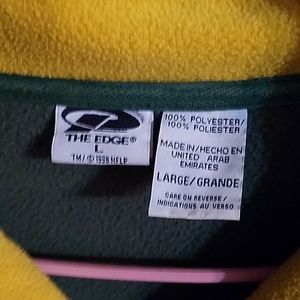 THE EDGE®
L
TM/©1998 NFLP
100% POLYESTER/
100% POLIESTER
MADE IN/HECHO EN
UNITED ARAB
EMIRATES
LARGE/GRANDE
CARE ON REVERSE/
INDICATIONS AU VERSO